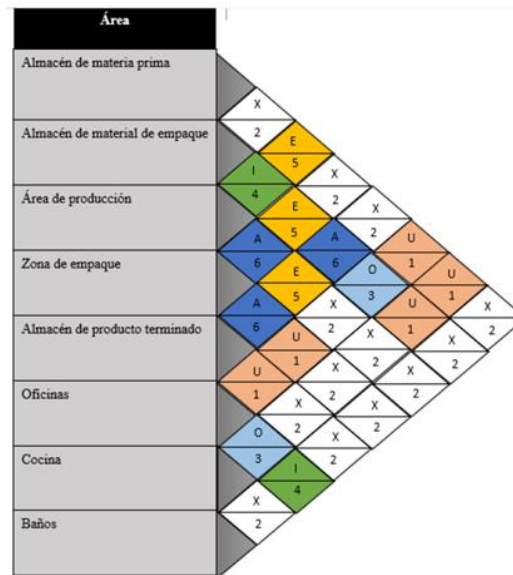 Área
Almacén de materia prima
X
Almacén de material de empaque 2
E
5
I X
Área de producción 4 2
E X
5 2
A A U
Zona de empaque 6 6 1
E O U
5 3 1
A X U X
Almacén de producto terminado 6 2 1 2
U X X
1 2 2
U X X
Oficinas 1 2 2
X X
2 2
O X
Cocina 3 2
I
4
X
Baños 2